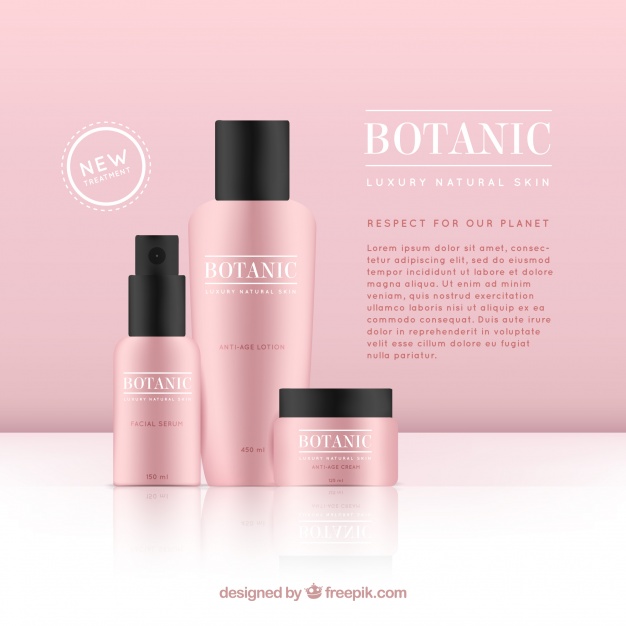 NEW
TREATMENT
BOTANIC
LUXURY NATURAL SKIN
RESPECT FOR OUR PLANET
Lorem ipsum dolor sit amet, consec-
tetur adipisicing elit, sed do eiusmod
tempor incididunt ut labore et dolore
magna aliqua. Ut enim ad minim
veniam, quis nostrud exercitation
ullamco laboris nisi ut aliquip ex ea
commodo consequat. Duis aute irure
dolor in reprehenderit in voluptate
velit esse cillum dolore eu fugiat
nulla pariatur.
BOTANIC
LUXURY NATURAL SKIN
ANTI-AGE LOTION
450 ml
BOTANIC
LUXURY NATURAL SKIN
FACIAL SERUM
150 ml
BOTANIC
LUXURY NATURAL SKIN
ANTI-AGE CREAM
designed by freepik.com